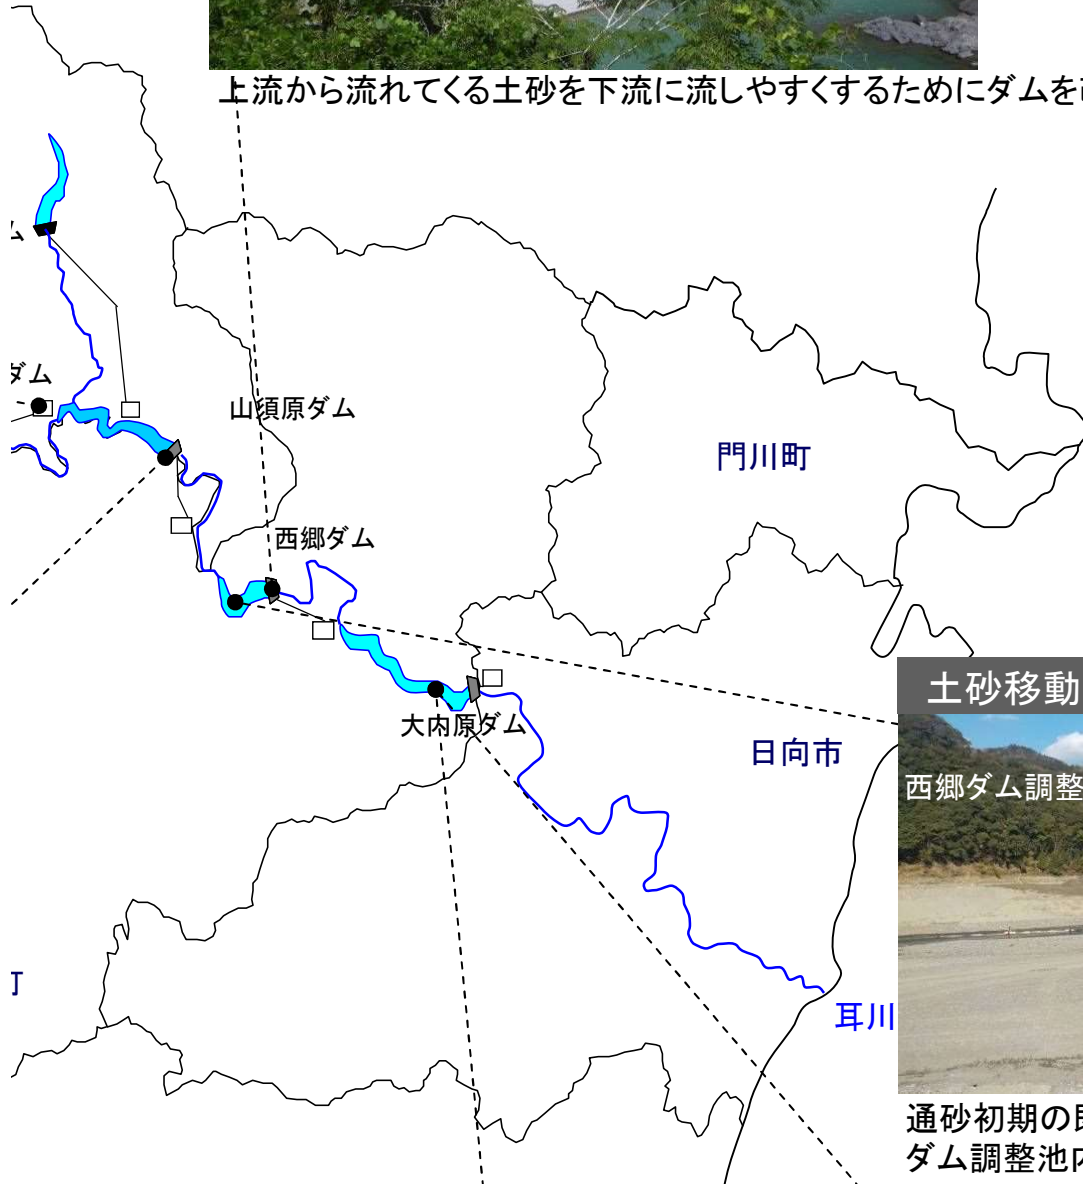 上流から流れてくる土砂を下流に流しやすくするためにダムを
ム
ダム
山須原ダム
門川町
西郷ダム
土砂移動
大内原ダム
日向市
西郷ダム調整
町
耳川
通砂初期の
ダム調整池内